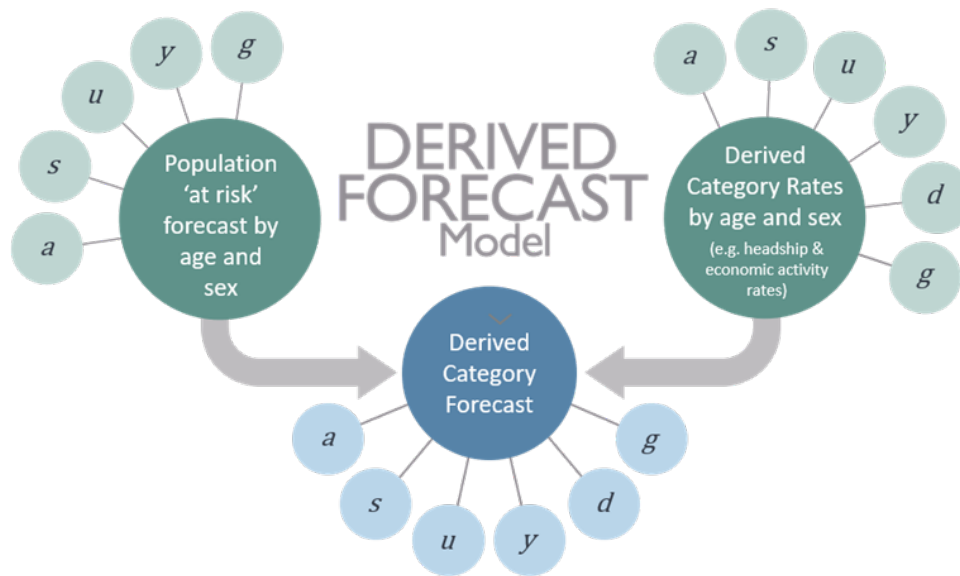 DERIVED
FORECAST
Model
g
y
u
s
a
Population
‘at risk’
forecast by
age and
sex
a
s
u
y
d
g
Derived
Category Rates
by age and sex
(e.g. headship &
economic activity
rates)
Derived
Category
Forecast
a
s
u
y
d
g